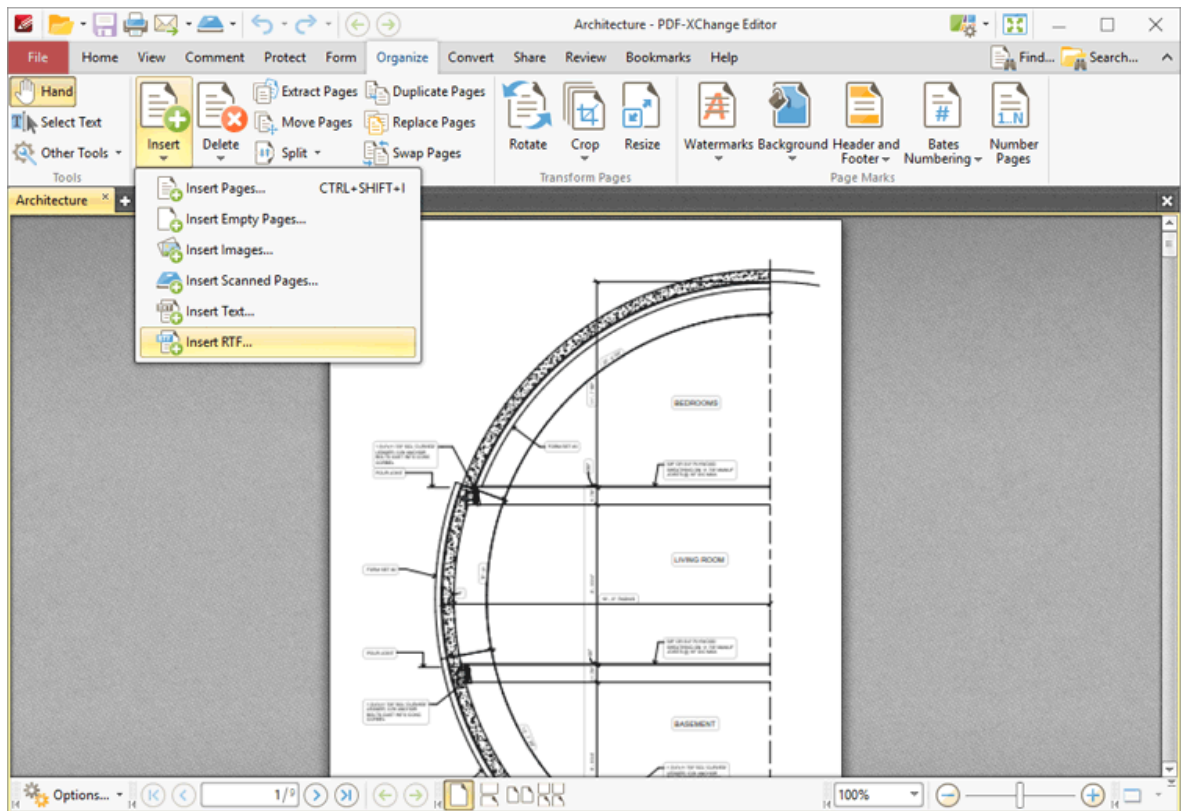 Architecture - PDF-XChange Editor
File Home View Comment Protect Form Organize Convert Share Review Bookmarks Help Find... Search...
Hand
Select Text
Other Tools
Tools
Insert
Delete
Extract Pages
Move Pages
Split
Duplicate Pages
Replace Pages
Swap Pages
Rotate
Crop
Resize
Transform Pages
Watermarks
Background
Header and
Footer
Bates
Numbering
Number
Pages
Page Marks
Architecture
Insert Pages... CTRL+SHIFT+I
Insert Empty Pages...
Insert Images...
Insert Scanned Pages...
Insert Text...
Insert RTF...
BEDROOMS
LIVING ROOM
BASEMENT
Options...
1/9
100%